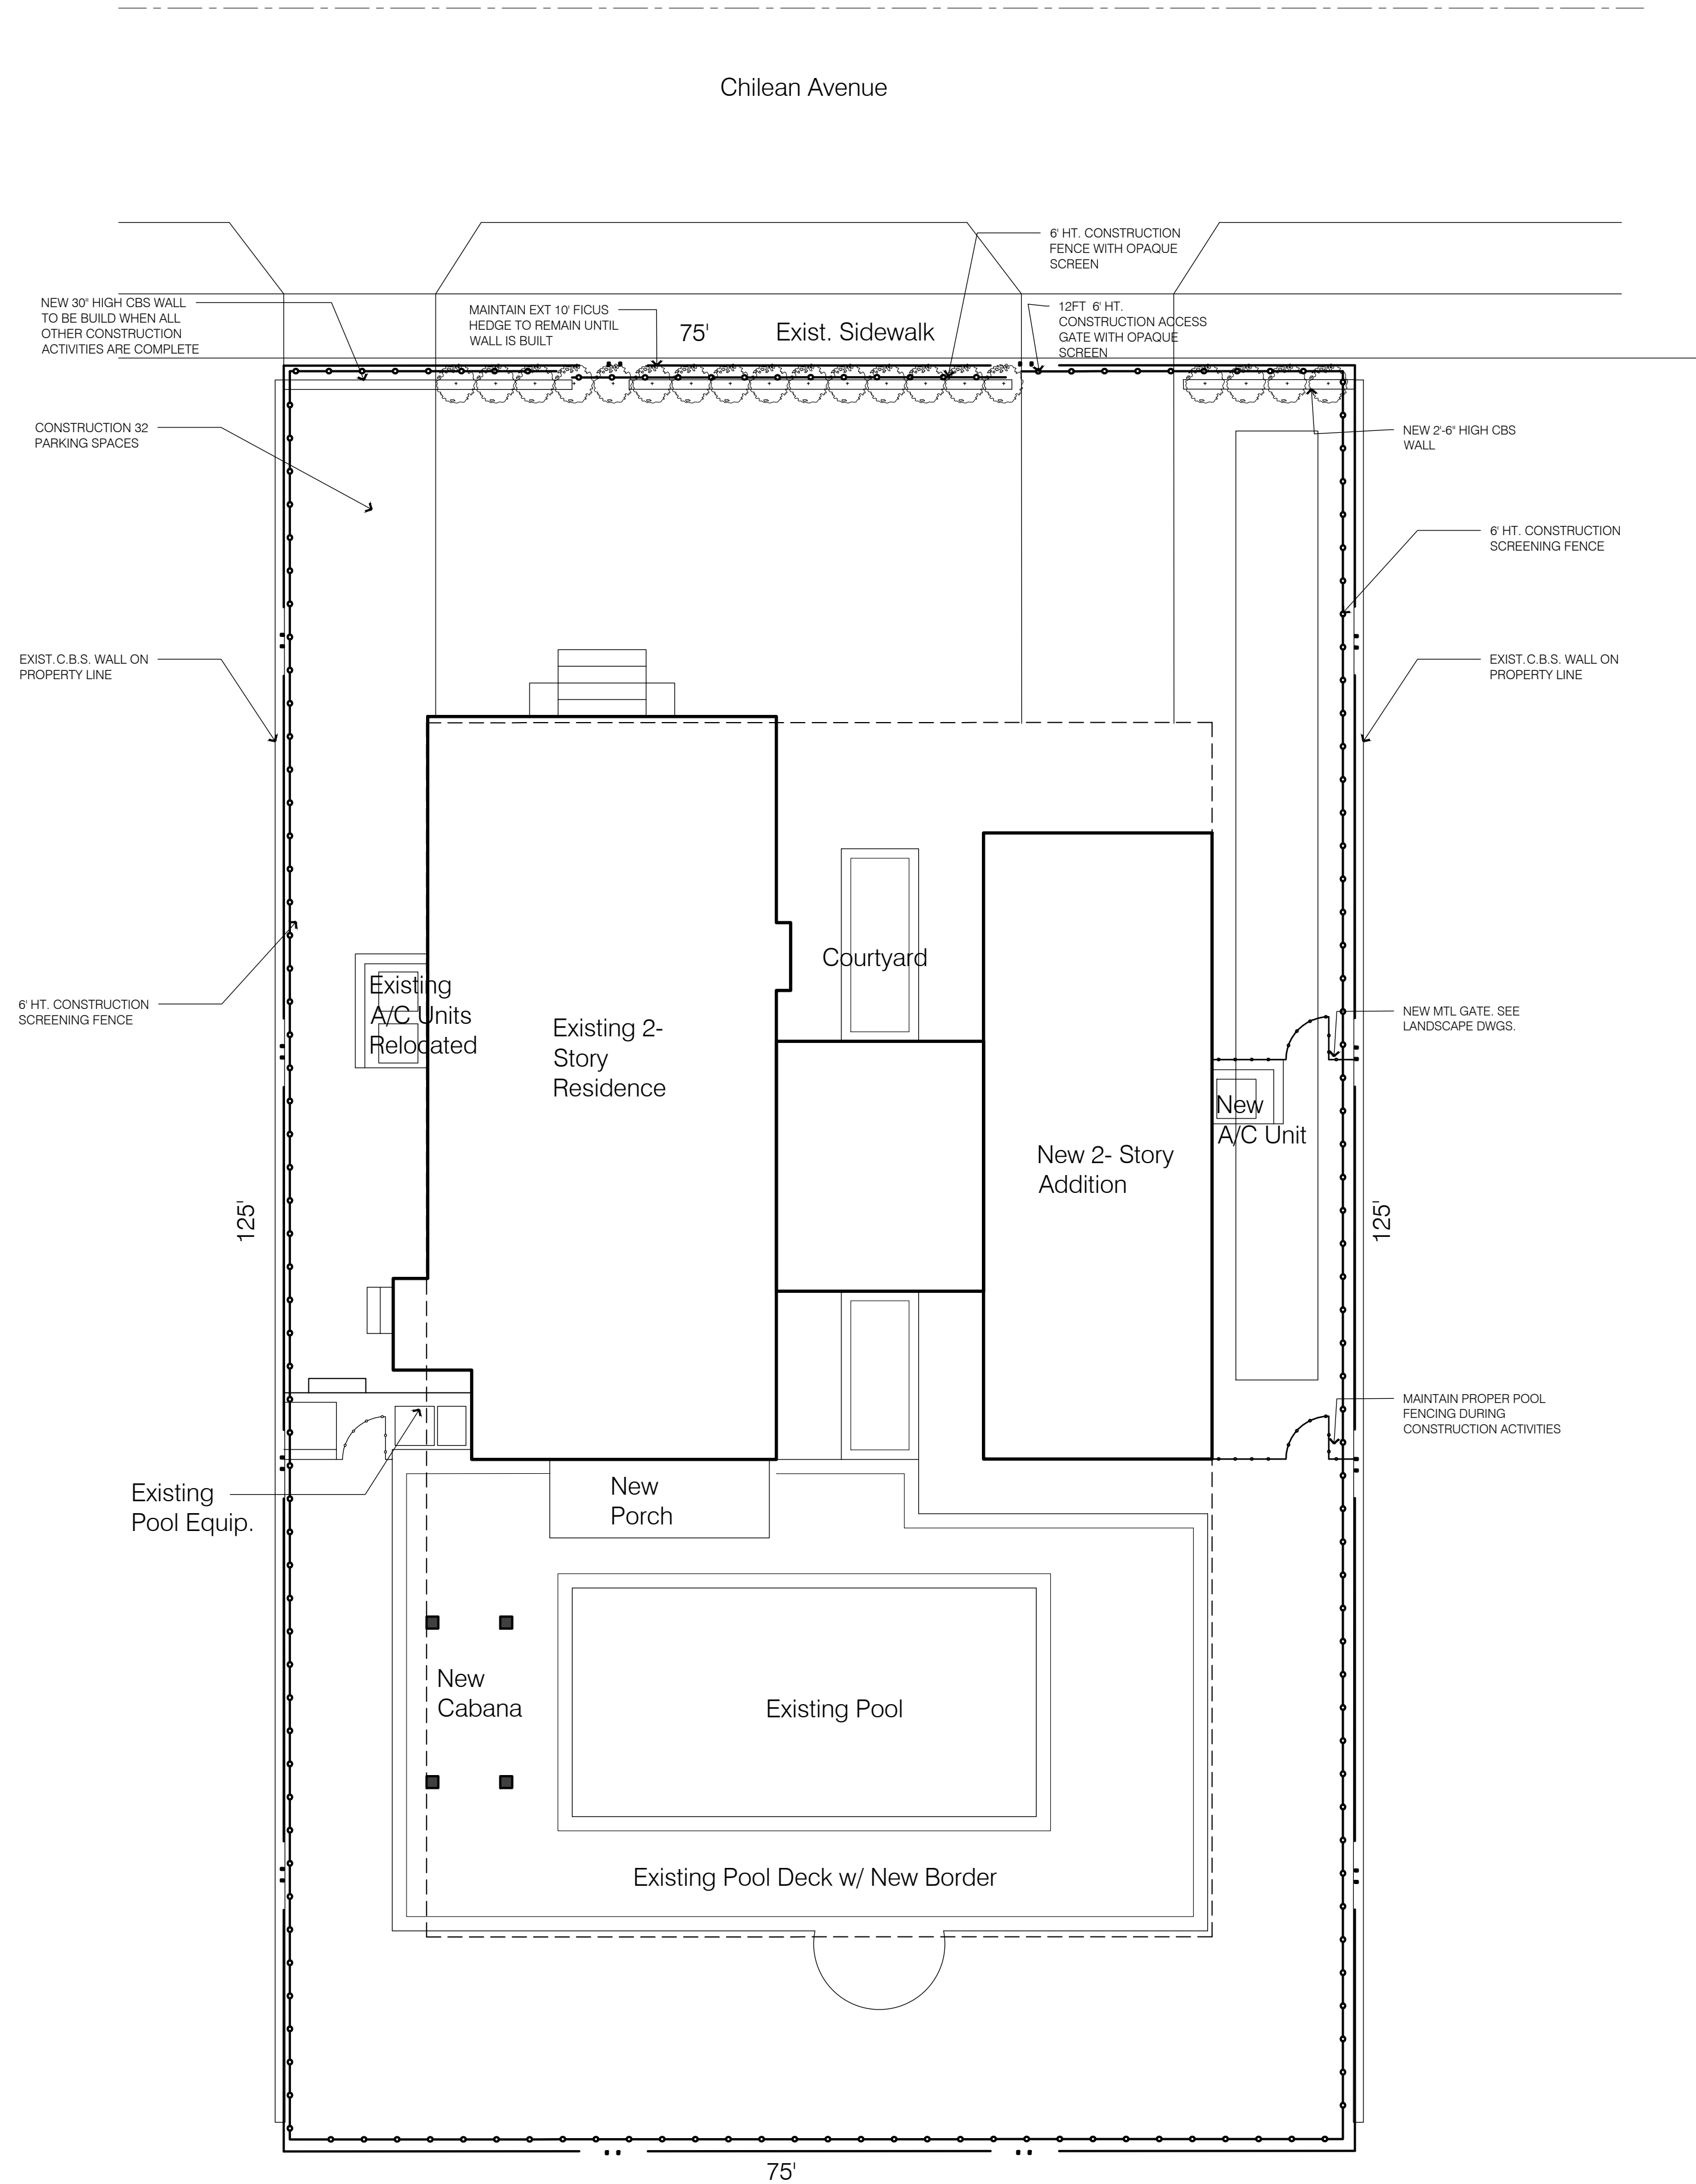 Chilean Avenue
6' HT. CONSTRUCTION
FENCE WITH OPAQUE
SCREEN
NEW 30" HIGH CBS WALL
TO BE BUILD WHEN ALL
OTHER CONSTRUCTION
ACTIVITIES ARE COMPLETE
MAINTAIN EXT 10' FICUS
HEDGE TO REMAIN UNTIL
WALL IS BUILT
75'
Exist. Sidewalk
12FT 6' HT.
CONSTRUCTION ACCESS
GATE WITH OPAQUE
SCREEN
CONSTRUCTION 32
PARKING SPACES
NEW 2'-6" HIGH CBS
WALL
6' HT. CONSTRUCTION
SCREENING FENCE
EXIST.C.B.S. WALL ON
PROPERTY LINE
EXIST.C.B.S. WALL ON
PROPERTY LINE
Courtyard
Existing
A/C Units
Relocated
6' HT. CONSTRUCTION
SCREENING FENCE
Existing 2-
Story
Residence
NEW MTL GATE. SEE
LANDSCAPE DWGS.
New
A/C Unit
New 2- Story
Addition
125'
125'
MAINTAIN PROPER POOL
FENCING DURING
CONSTRUCTION ACTIVITIES
Existing
Pool Equip.
New
Porch
New
Cabana
Existing Pool
Existing Pool Deck w/ New Border
75'